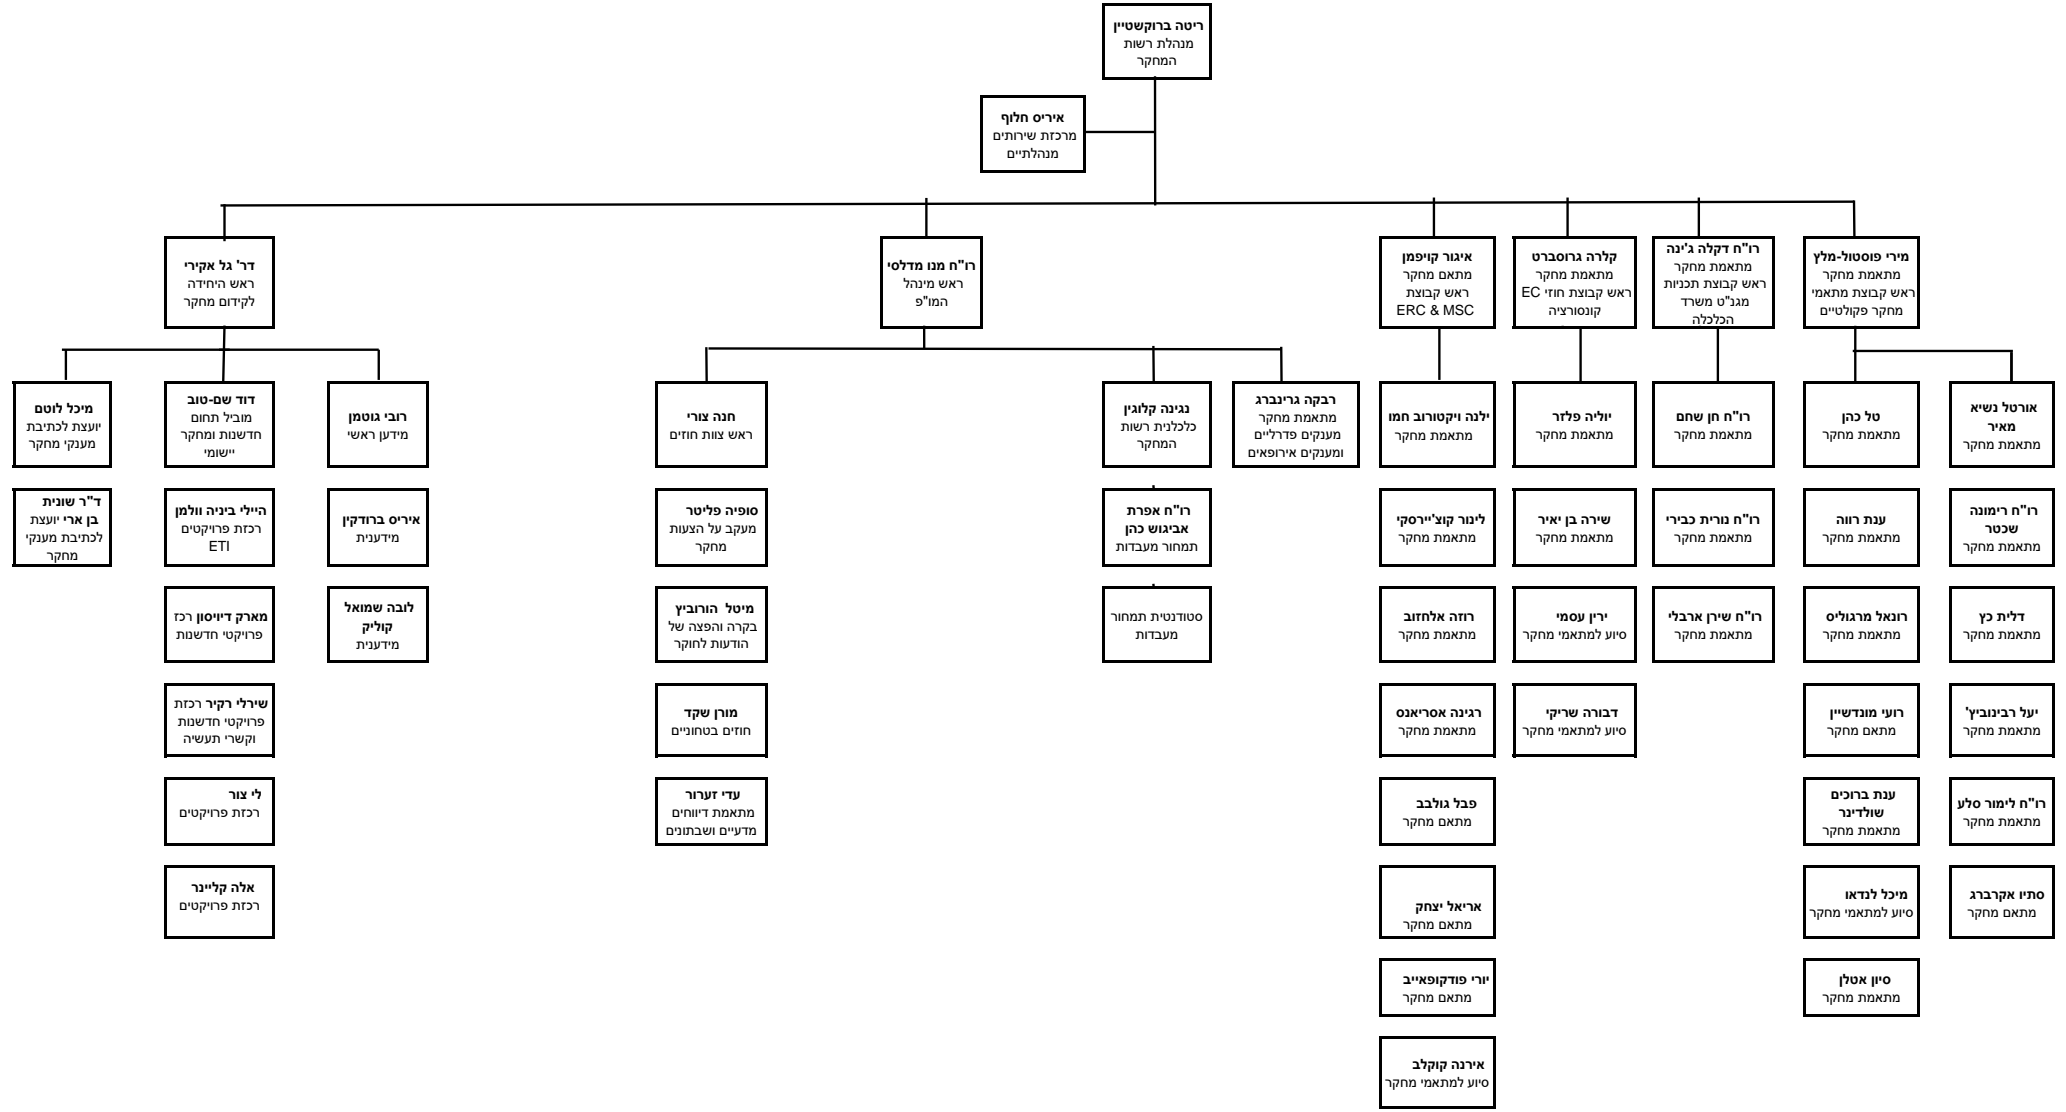 ריטה ברוקשטיין
מנהלת רשות
המחקר
איריס חלוף
מרכזת שירותים
מנהלתיים
מירי פוסטול-מלץ
מתאמת מחקר
ראש קבוצת מתאמי
מחקר פקולטיים
רו"ח דקלה ג'ינה
מתאמת מחקר
ראש קבוצת תכניות
מגנ"ט משרד
הכלכלה
קלרה גרוסברט
מתאמת מחקר
ראש קבוצת חוזי EC
קונסורציה
איגור קויפמן
מתאם מחקר
ראש קבוצת
ERC & MSC
רו"ח מנו מדלסי
ראש מינהל
המו"פ
דר' גל אקירי
ראש היחידה
לקידום מחקר
אורטל נשיא
מאיר
מתאמת מחקר
רו"ח רימונה
שכטר
מתאמת מחקר
דלית כץ
מתאמת מחקר
יעל רבינוביץ'
מתאמת מחקר
רו"ח לימור סלע
מתאמת מחקר
סתיו אקרברג
מתאם מחקר
טל כהן
מתאמת מחקר
ענת רווה
מתאמת מחקר
רונאל מרגוליס
מתאמת מחקר
רועי מונדשיין
מתאם מחקר
ענת ברוכים
שולדינר
מתאמת מחקר
מיכל לנדאו
סיוע למתאמי מחקר
סיון אטלן
מתאמת מחקר
רו"ח חן שחם
מתאמת מחקר
רו"ח נורית כבירי
מתאמת מחקר
רו"ח שירן ארבלי
מתאמת מחקר
יוליה פלזר
מתאמת מחקר
שירה בן יאיר
מתאמת מחקר
ירין עסמי
סיוע למתאמי מחקר
דבורה שריקי
סיוע למתאמי מחקר
ילנה ויקטורוב חמו
מתאמת מחקר
לינור קוצ'יירסקי
מתאמת מחקר
רוזה אלחזוב
מתאמת מחקר
רגינה אסריאנס
מתאמת מחקר
פבל גולבב
מתאם מחקר
אריאל יצחק
מתאם מחקר
יורי פודקופאייב
מתאם מחקר
אירנה קוקלב
סיוע למתאמי מחקר
רבקה גרינברג
מתאמת מחקר
מענקים פדרליים
ומענקים אירופאים
נגינה קלוגין
כלכלנית רשות
המחקר
רו"ח אפרת
אביגוש כהן
תמחור מעבדות
סטודנטית תמחור
מעבדות
חנה צורי
ראש צוות חוזים
סופיה פליטר
מעקב על הצעות
מחקר
מיטל הורוביץ
בקרה והפצה של
הודעות לחוקר
מורן שקד
חוזים בטחוניים
עדי זערור
מתאמת דיווחים
מדעיים ושבתונים
רובי גוטמן
מידען ראשי
איריס ברודקין
מידענית
לובה שמואל
קוליק
מידענית
דוד שם-טוב
מוביל תחום
חדשנות ומחקר
יישומי
היילי ביניה וולמן
רכזת פרויקטים
ETI
מארק דיוויסון רכז
פרויקטי חדשנות
שירלי רקיר רכזת
פרויקטי חדשנות
וקשרי תעשיה
לי צור
רכזת פרויקטים
אלה קליינר
רכזת פרויקטים
מיכל לוטם
יועצת לכתיבת
מענקי מחקר
ד"ר שונית
בן ארי יועצת
לכתיבת מענקי
מחקר